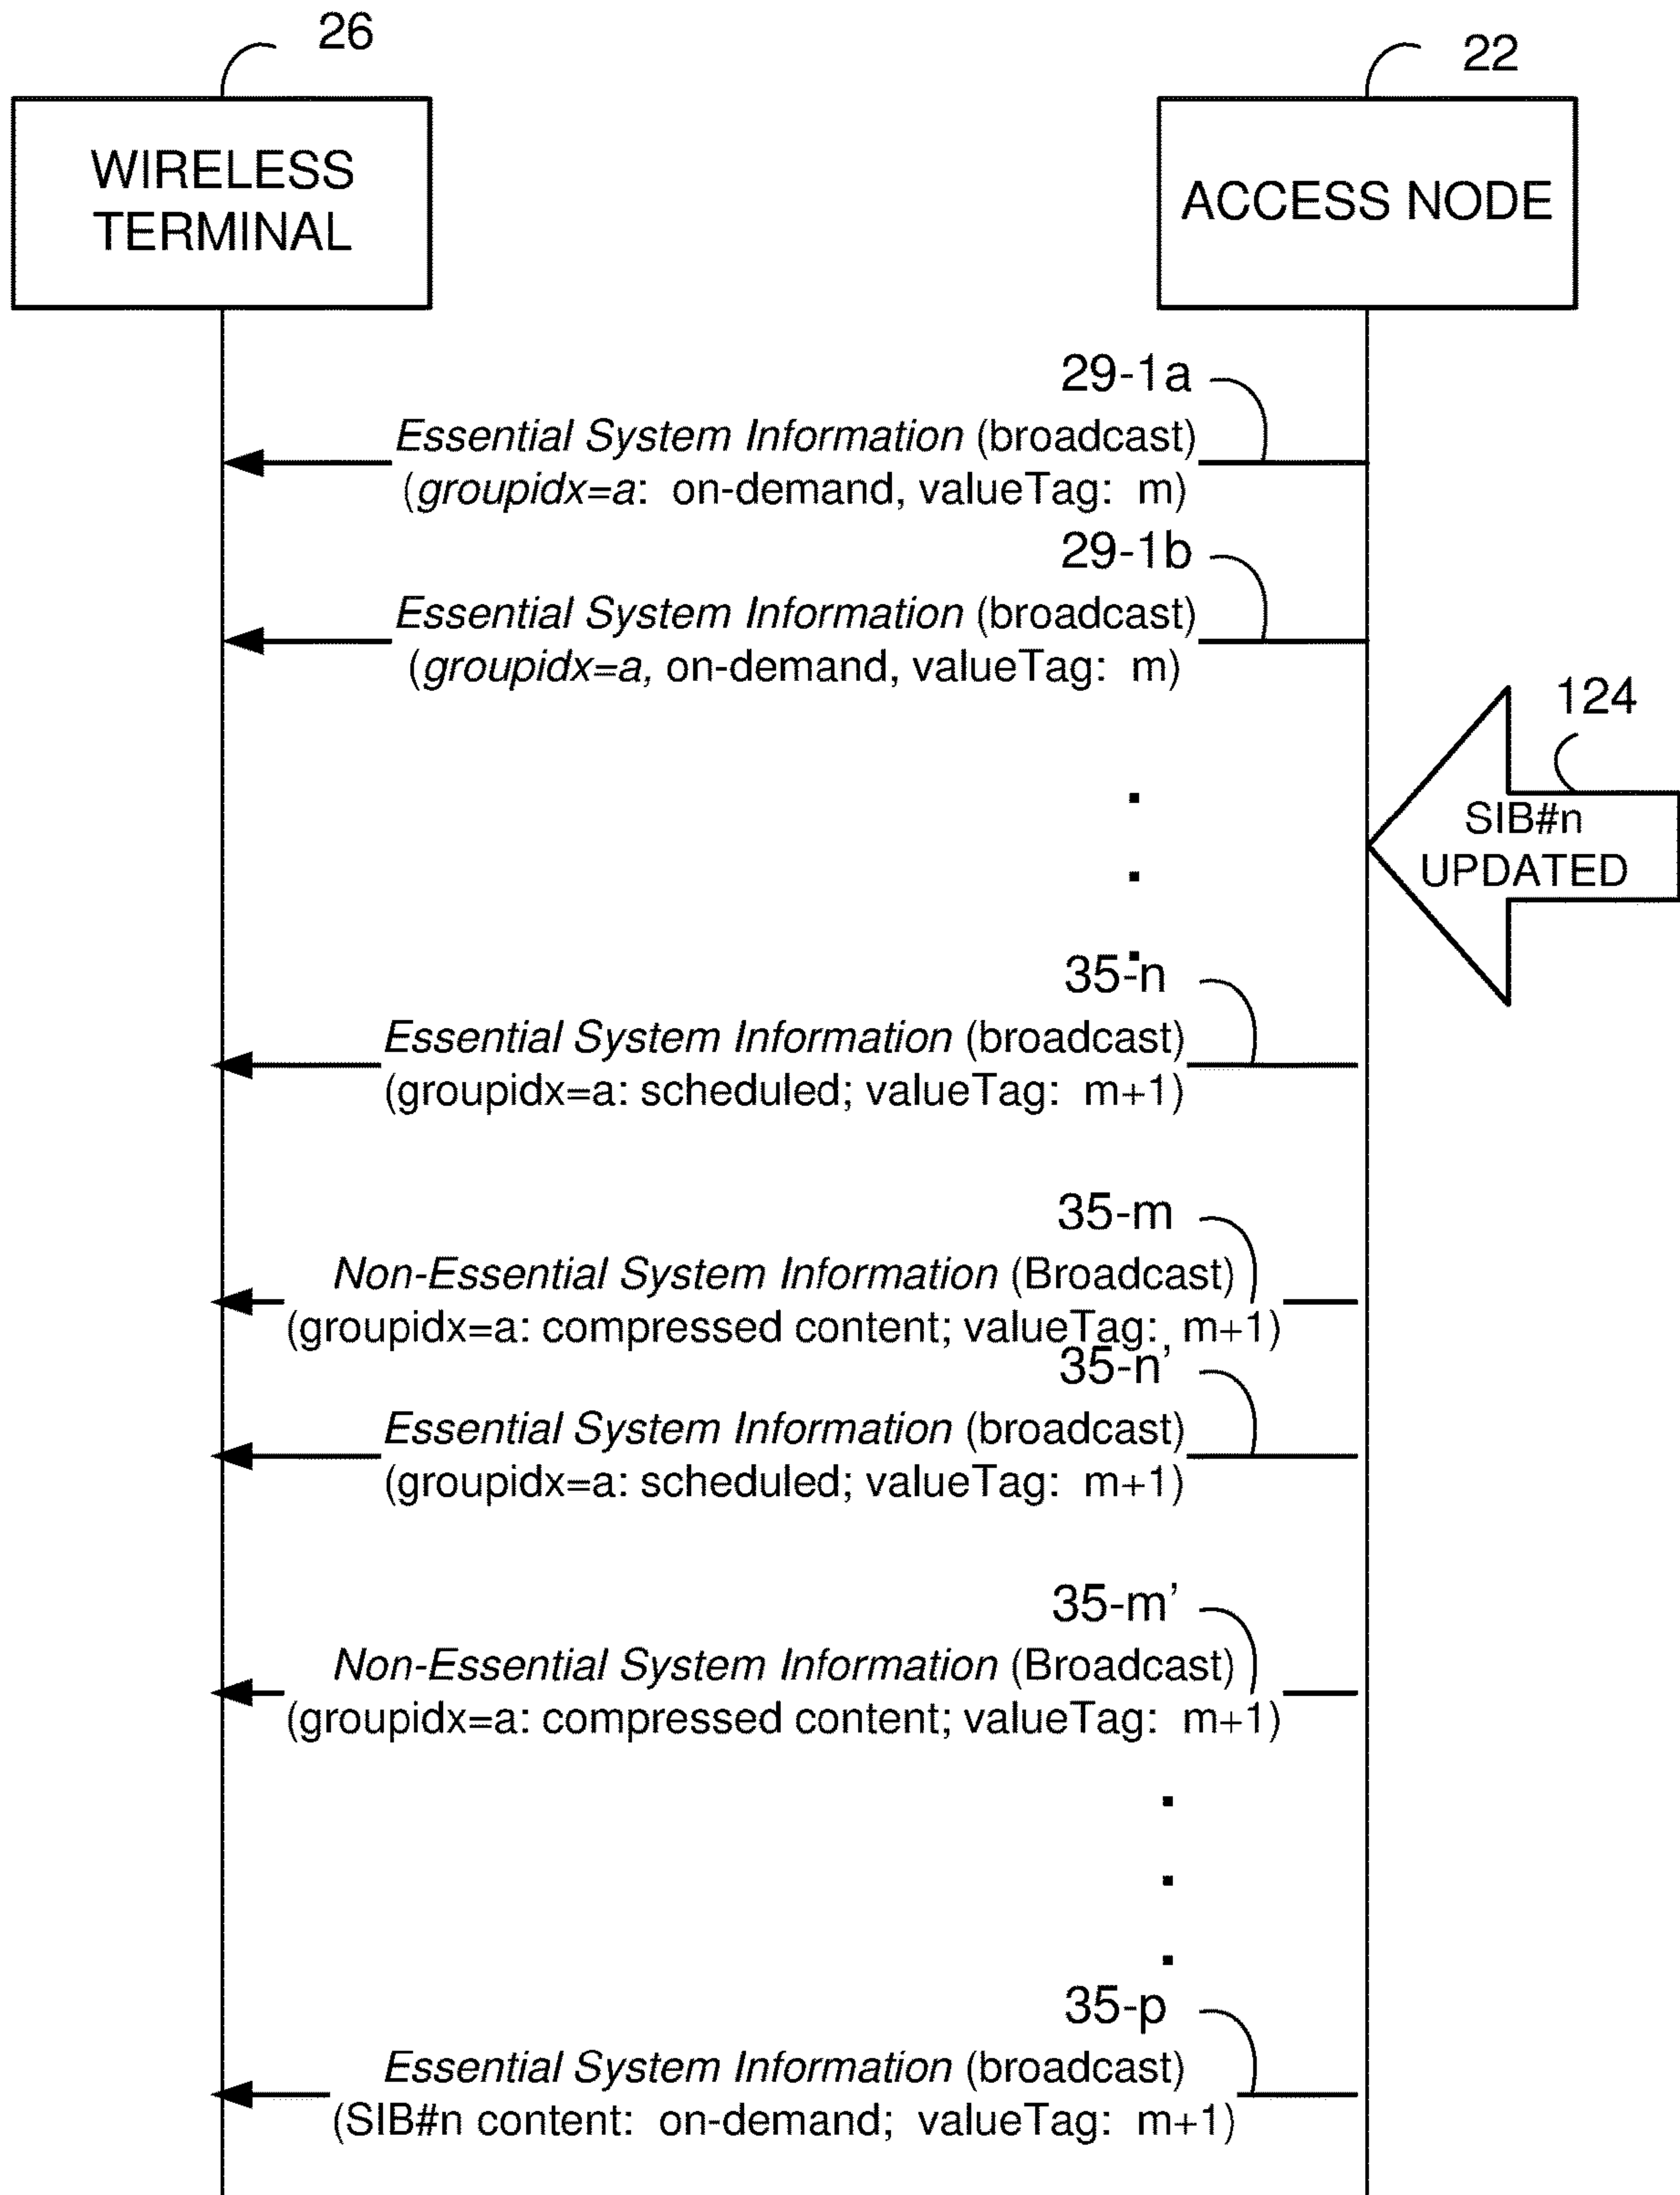 26
22
WIRELESS
TERMINAL
ACCESS NODE
29-1a
Essential System Information (broadcast)
(groupidx=a: on-demand, valueTag: m)
29-1b
Essential System Information (broadcast)
(groupidx=a, on-demand, valueTag: m)
124
SIB#n
UPDATED
35-n
Essential System Information (broadcast)
(groupidx=a: scheduled; valueTag: m+1)
35-m
Non-Essential System Information (Broadcast)
(groupidx=a: compressed content; valueTag: m+1)
35-n’
Essential System Information (broadcast)
(groupidx=a: scheduled; valueTag: m+1)
35-m’
Non-Essential System Information (Broadcast)
(groupidx=a: compressed content; valueTag: m+1)
35-p
Essential System Information (broadcast)
(SIB#n content: on-demand; valueTag: m+1)